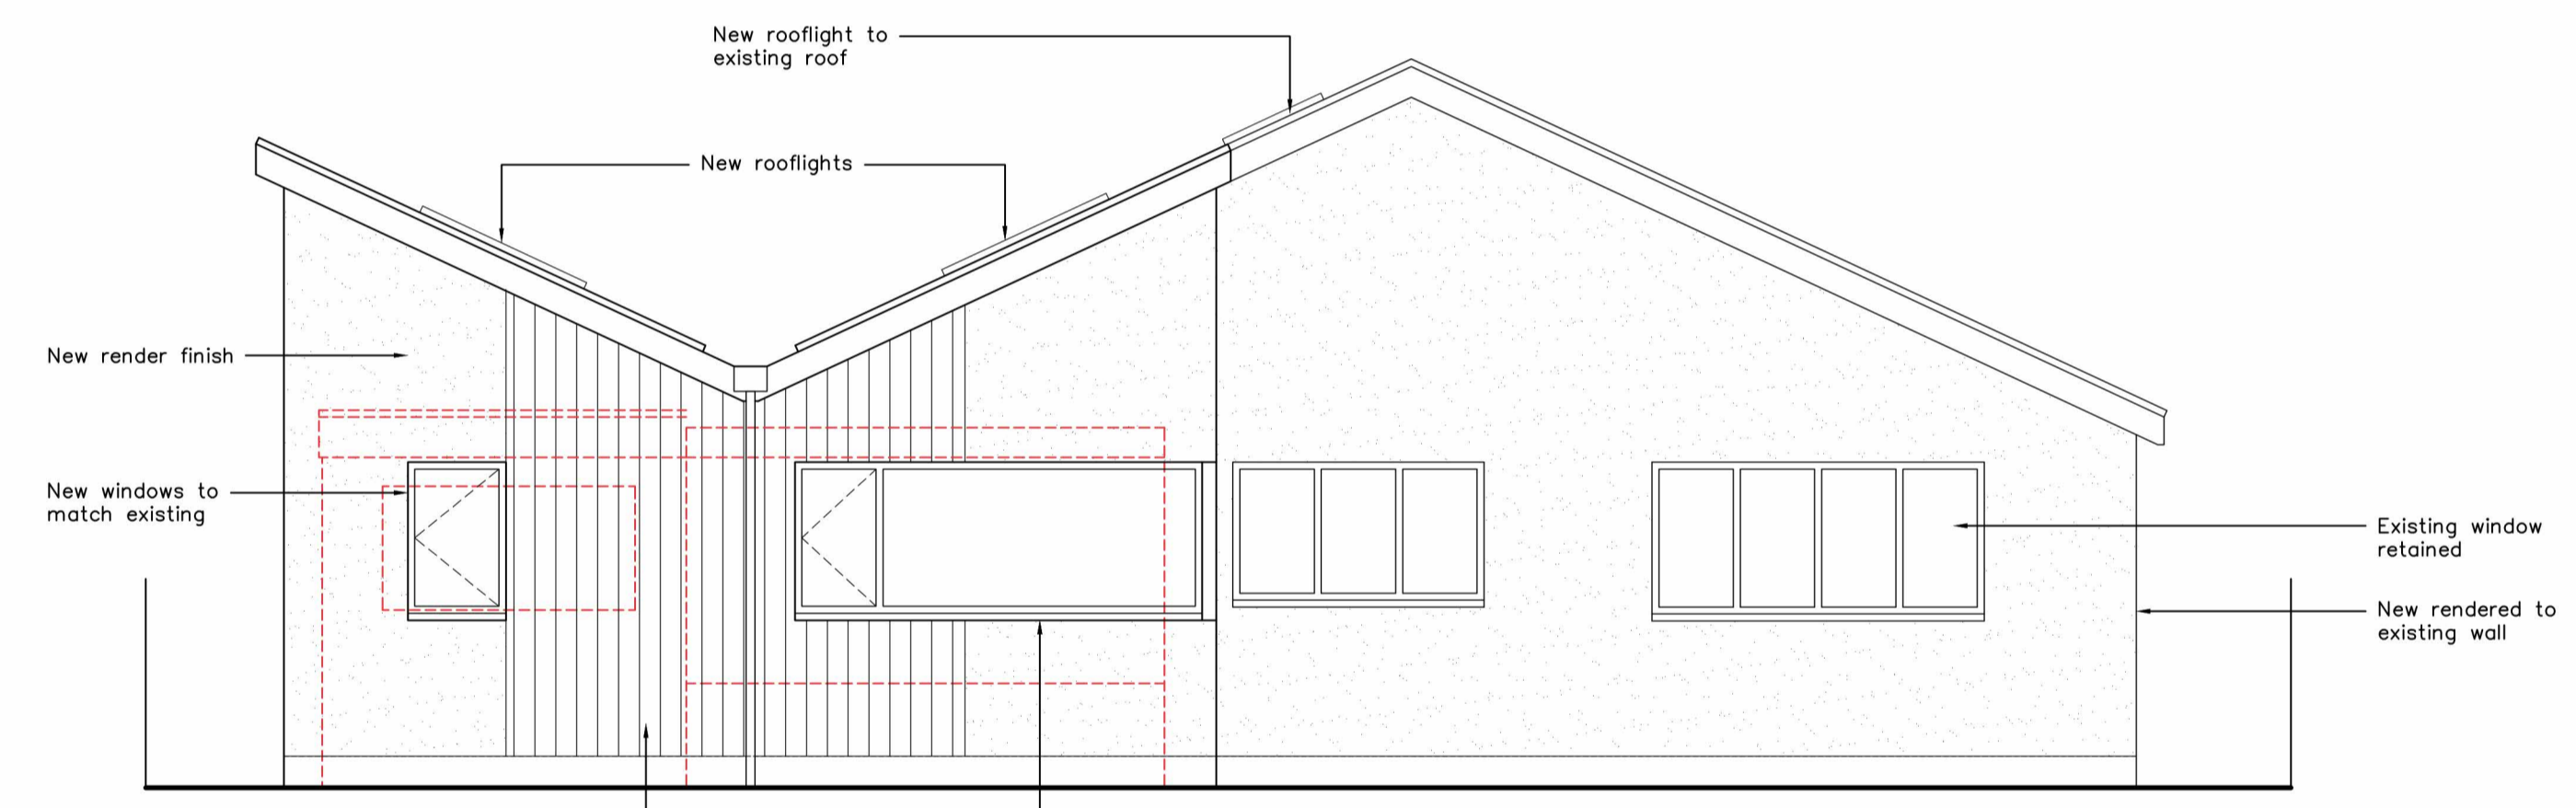 New rooflight to
existing roof
New rooflights
New render finish
New windows to
match existing
Existing window
retained
New rendered to
existing wall